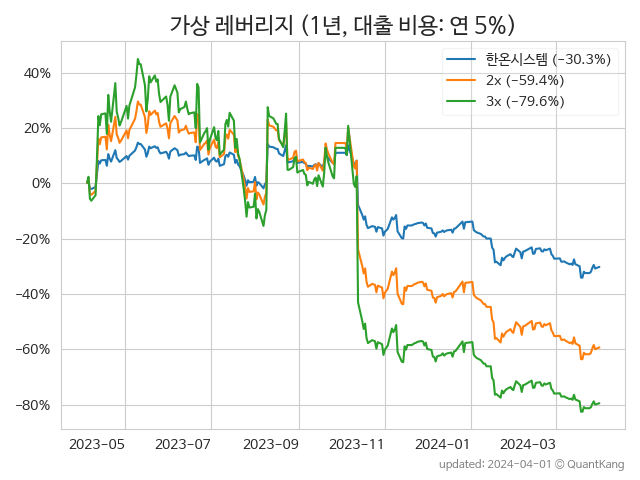 가상 레버리지 (1년, 대출 비용: 연 5%)
한온시스템 (−30.3%)
2x (−59.4%)
3x (−79.6%)
40%
20%
0%
−20%
−40%
−60%
−80%
2023-05
2023-07
2023-09
2023-11
2024-01
2024-03
updated: 2024-04-01 © QuantKang